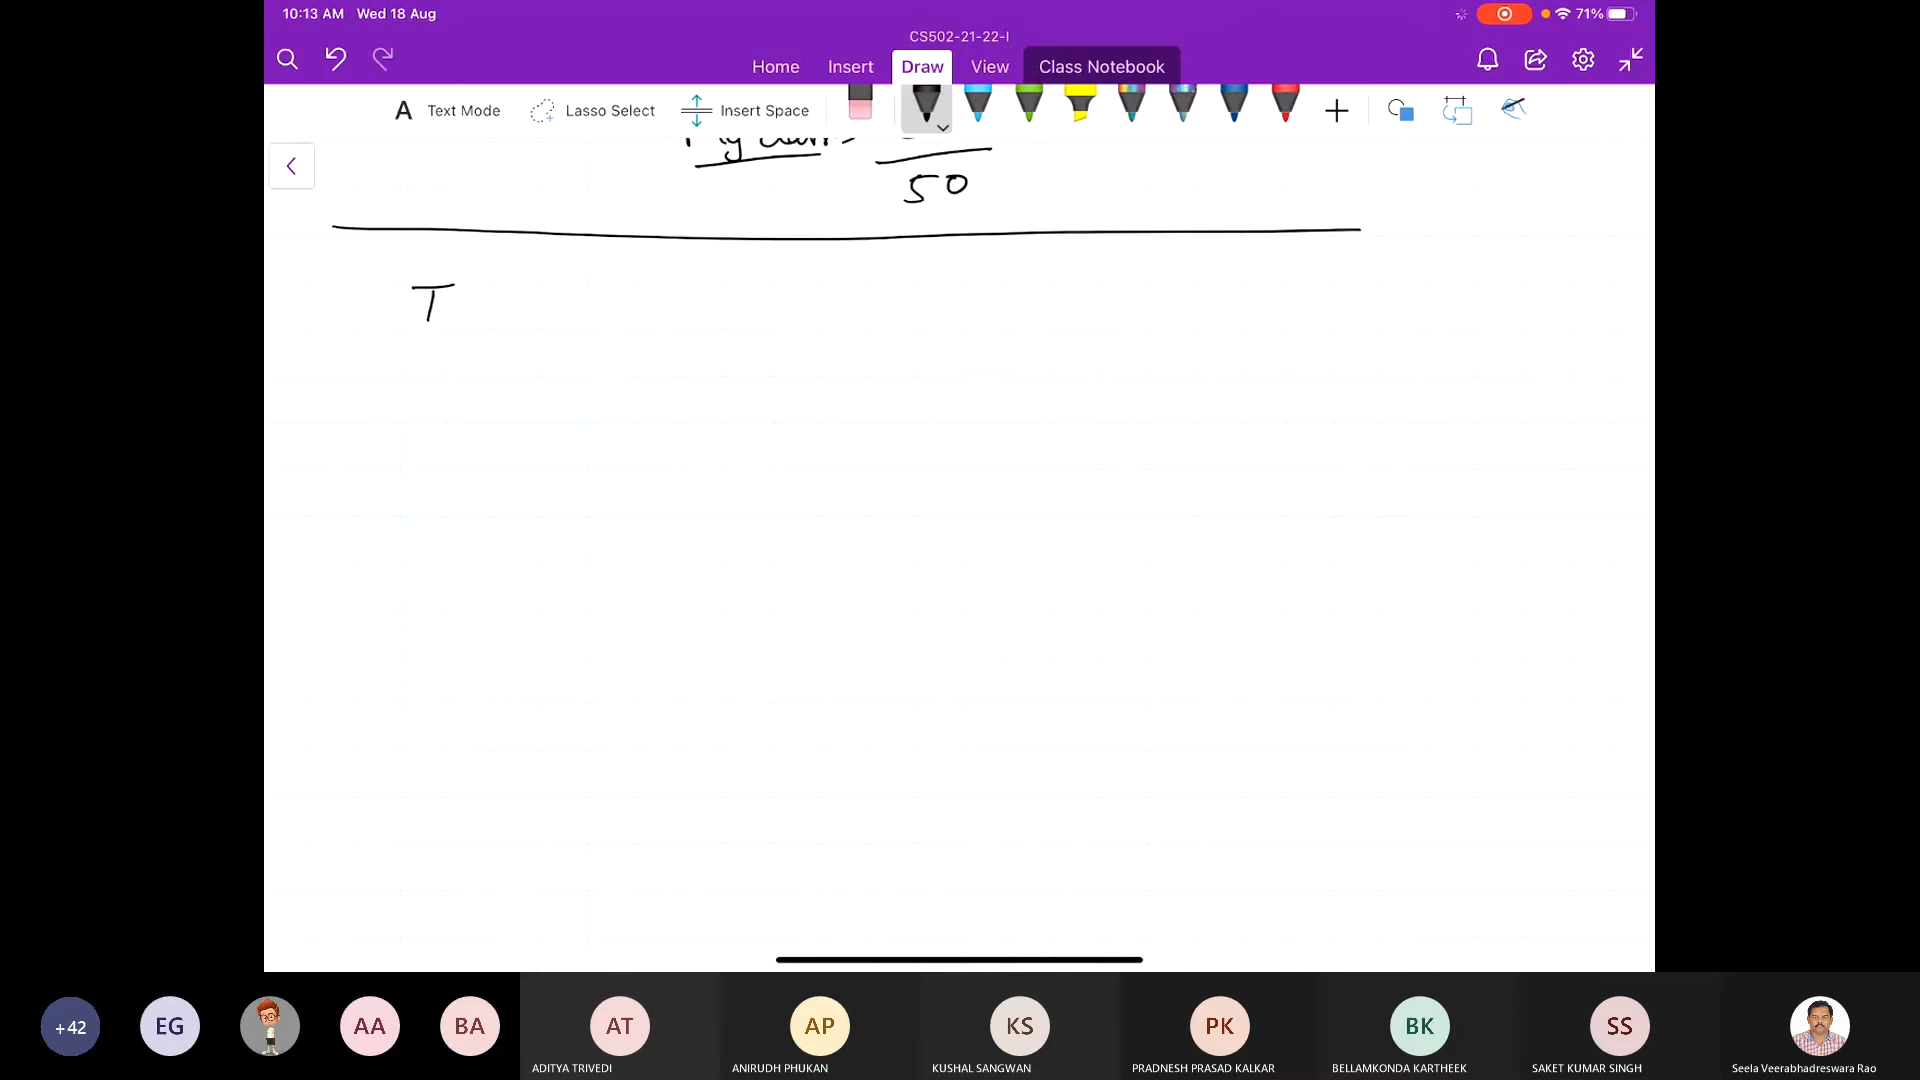 10:13 AM Wed 18 Aug
71%
CS502-21-22-I
Home Insert Draw View Class Notebook
A Text Mode Lasso Select Insert Space
50
T
+42 EG AA BA AT AP KS PK BK SS
ADITYA TRIVEDI ANIRUDH PHUKAN KUSHAL SANGWAN PRADNESH PRASAD KALKAR BELLAMKONDA KARTHEEK SAKET KUMAR SINGH Seela Veerabhadreswara Rao